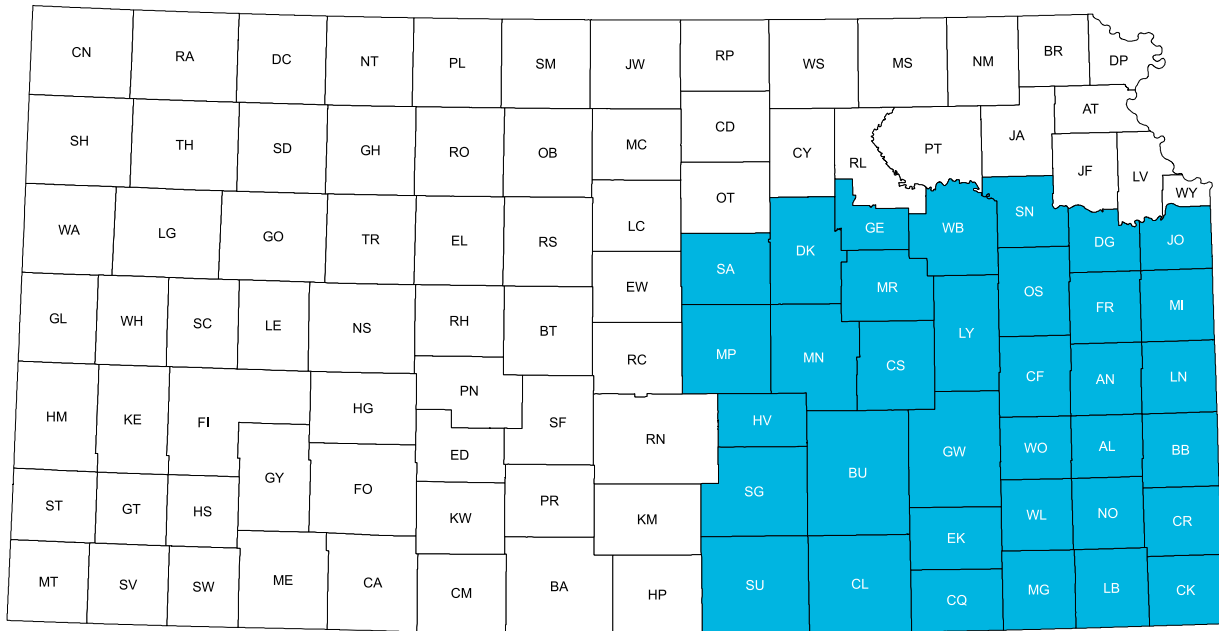 CN RA DC NT PL SM JW RP WS MS NM BR DP
SH TH SD GH RO OB MC CD CY RL PT JA AT
JF LV WY
WA LG GO TR EL RS LC OT DK GE WB SN DG JO
GL WH SC LE NS RH BT EW SA MR OS FR MI
HM KE FI HG PN SF RC MP MN CS LY CF AN LN
ST GT HS GY FO ED RN HV BU GW WO AL BB
KW PR KM SG EK WL NO CR
MT SV SW ME CA CM BA HP SU CL CQ MG LB CK